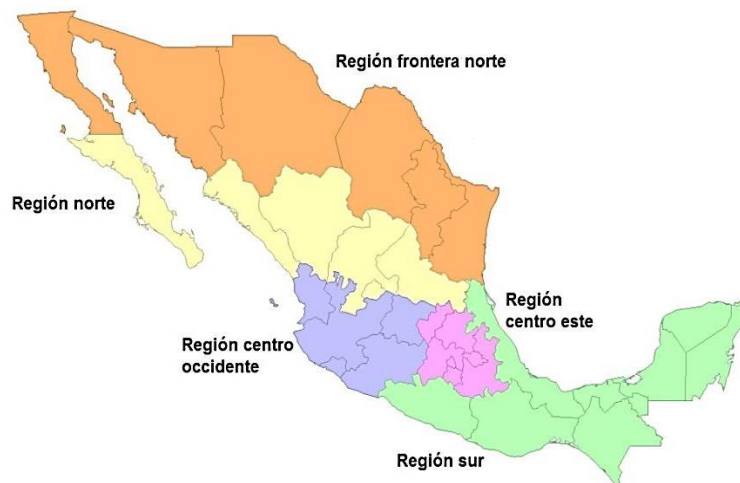 Región frontera norte
Región norte
Región
centro este
Región centro
occidente
Región sur